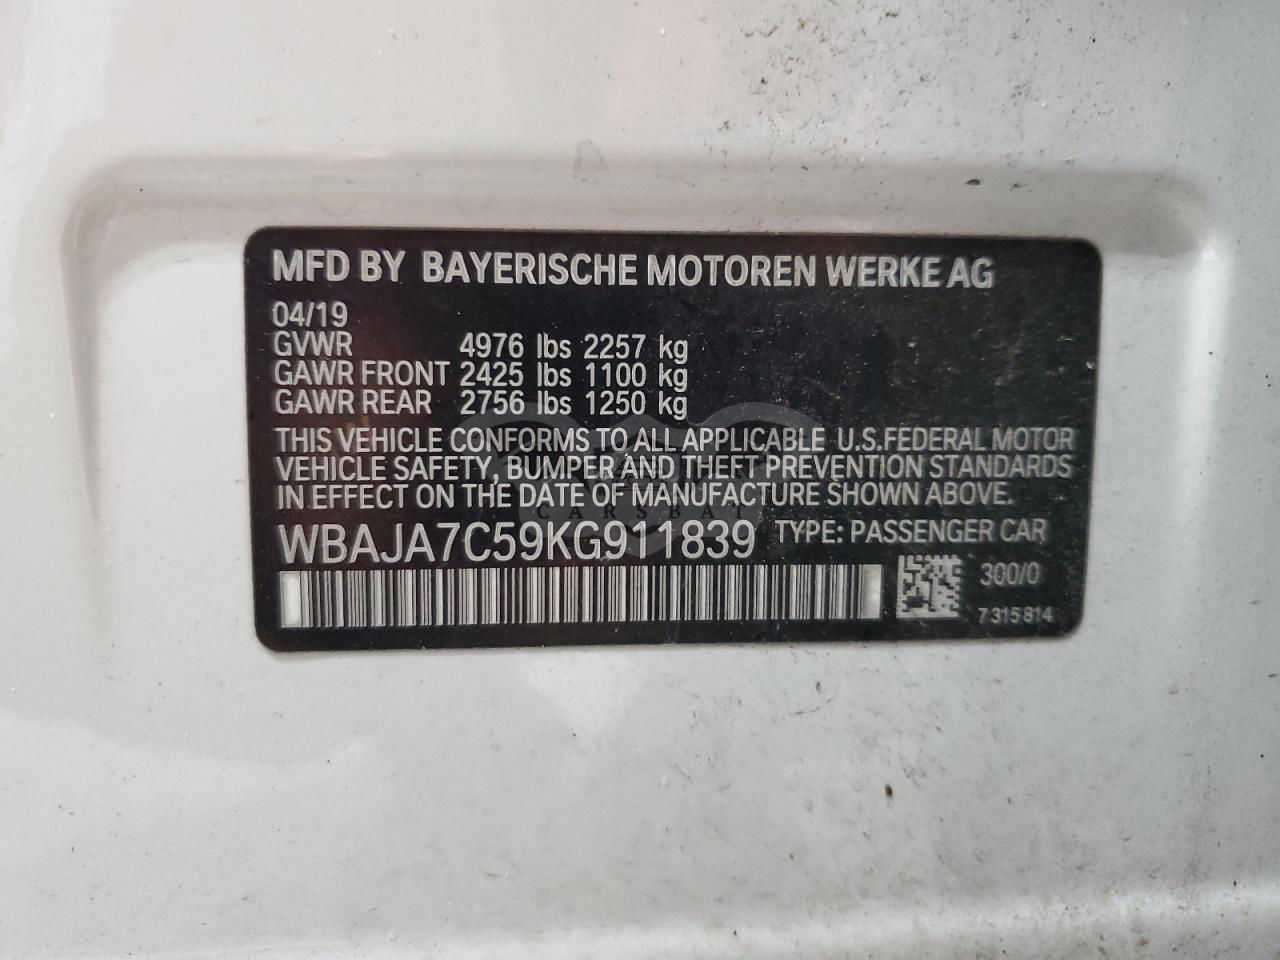 MFD BY BAYERISCHE MOTOREN WERKE AG
04/19
GVWR 4976 lbs 2257 kg
GAWR FRONT 2425 lbs 1100 kg
GAWR REAR 2756 lbs 1250 kg
THIS VEHICLE CONFORMS TO ALL APPLICABLE U.S.FEDERAL MOTOR
VEHICLE SAFETY, BUMPER AND THEFT PREVENTION STANDARDS
IN EFFECT ON THE DATE OF MANUFACTURE SHOWN ABOVE.
CARSBAT
WBAJA7C59KG911839 TYPE: PASSENGER CAR
300/0
7 315 814